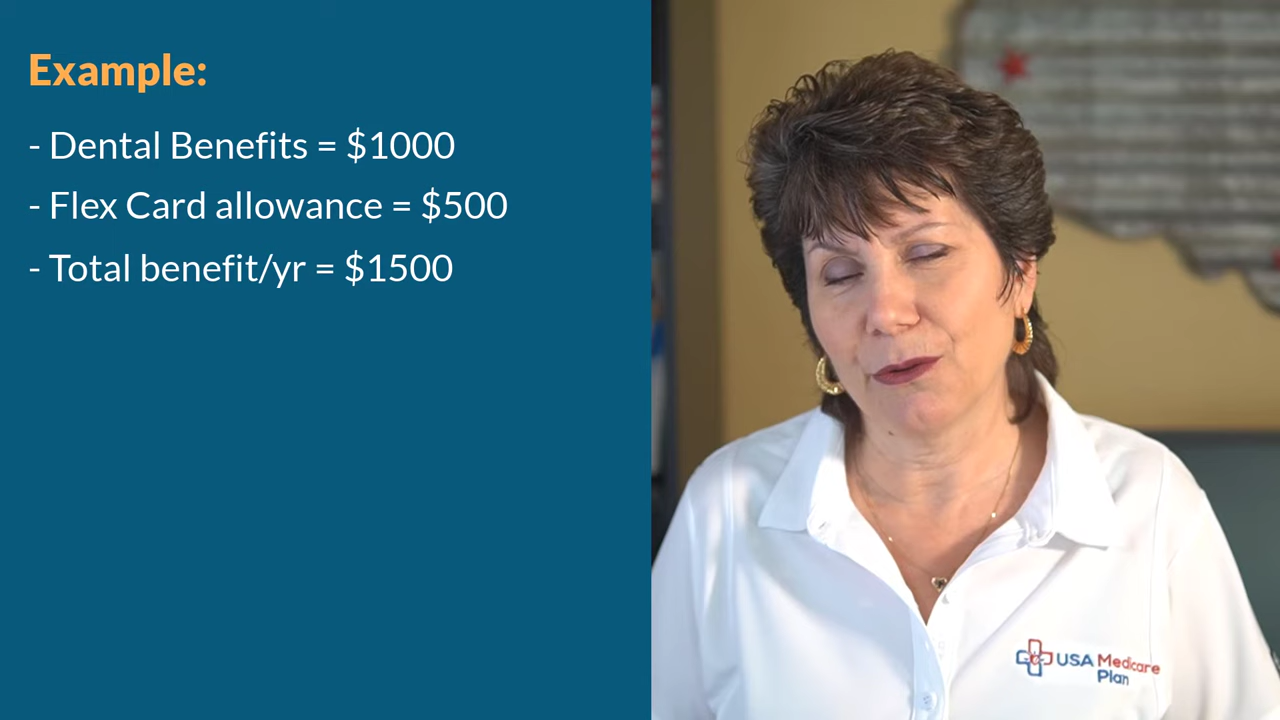 Example:
- Dental Benefits = $1000
- Flex Card allowance = $500
- Total benefit/yr = $1500
USA Medicare
Plan